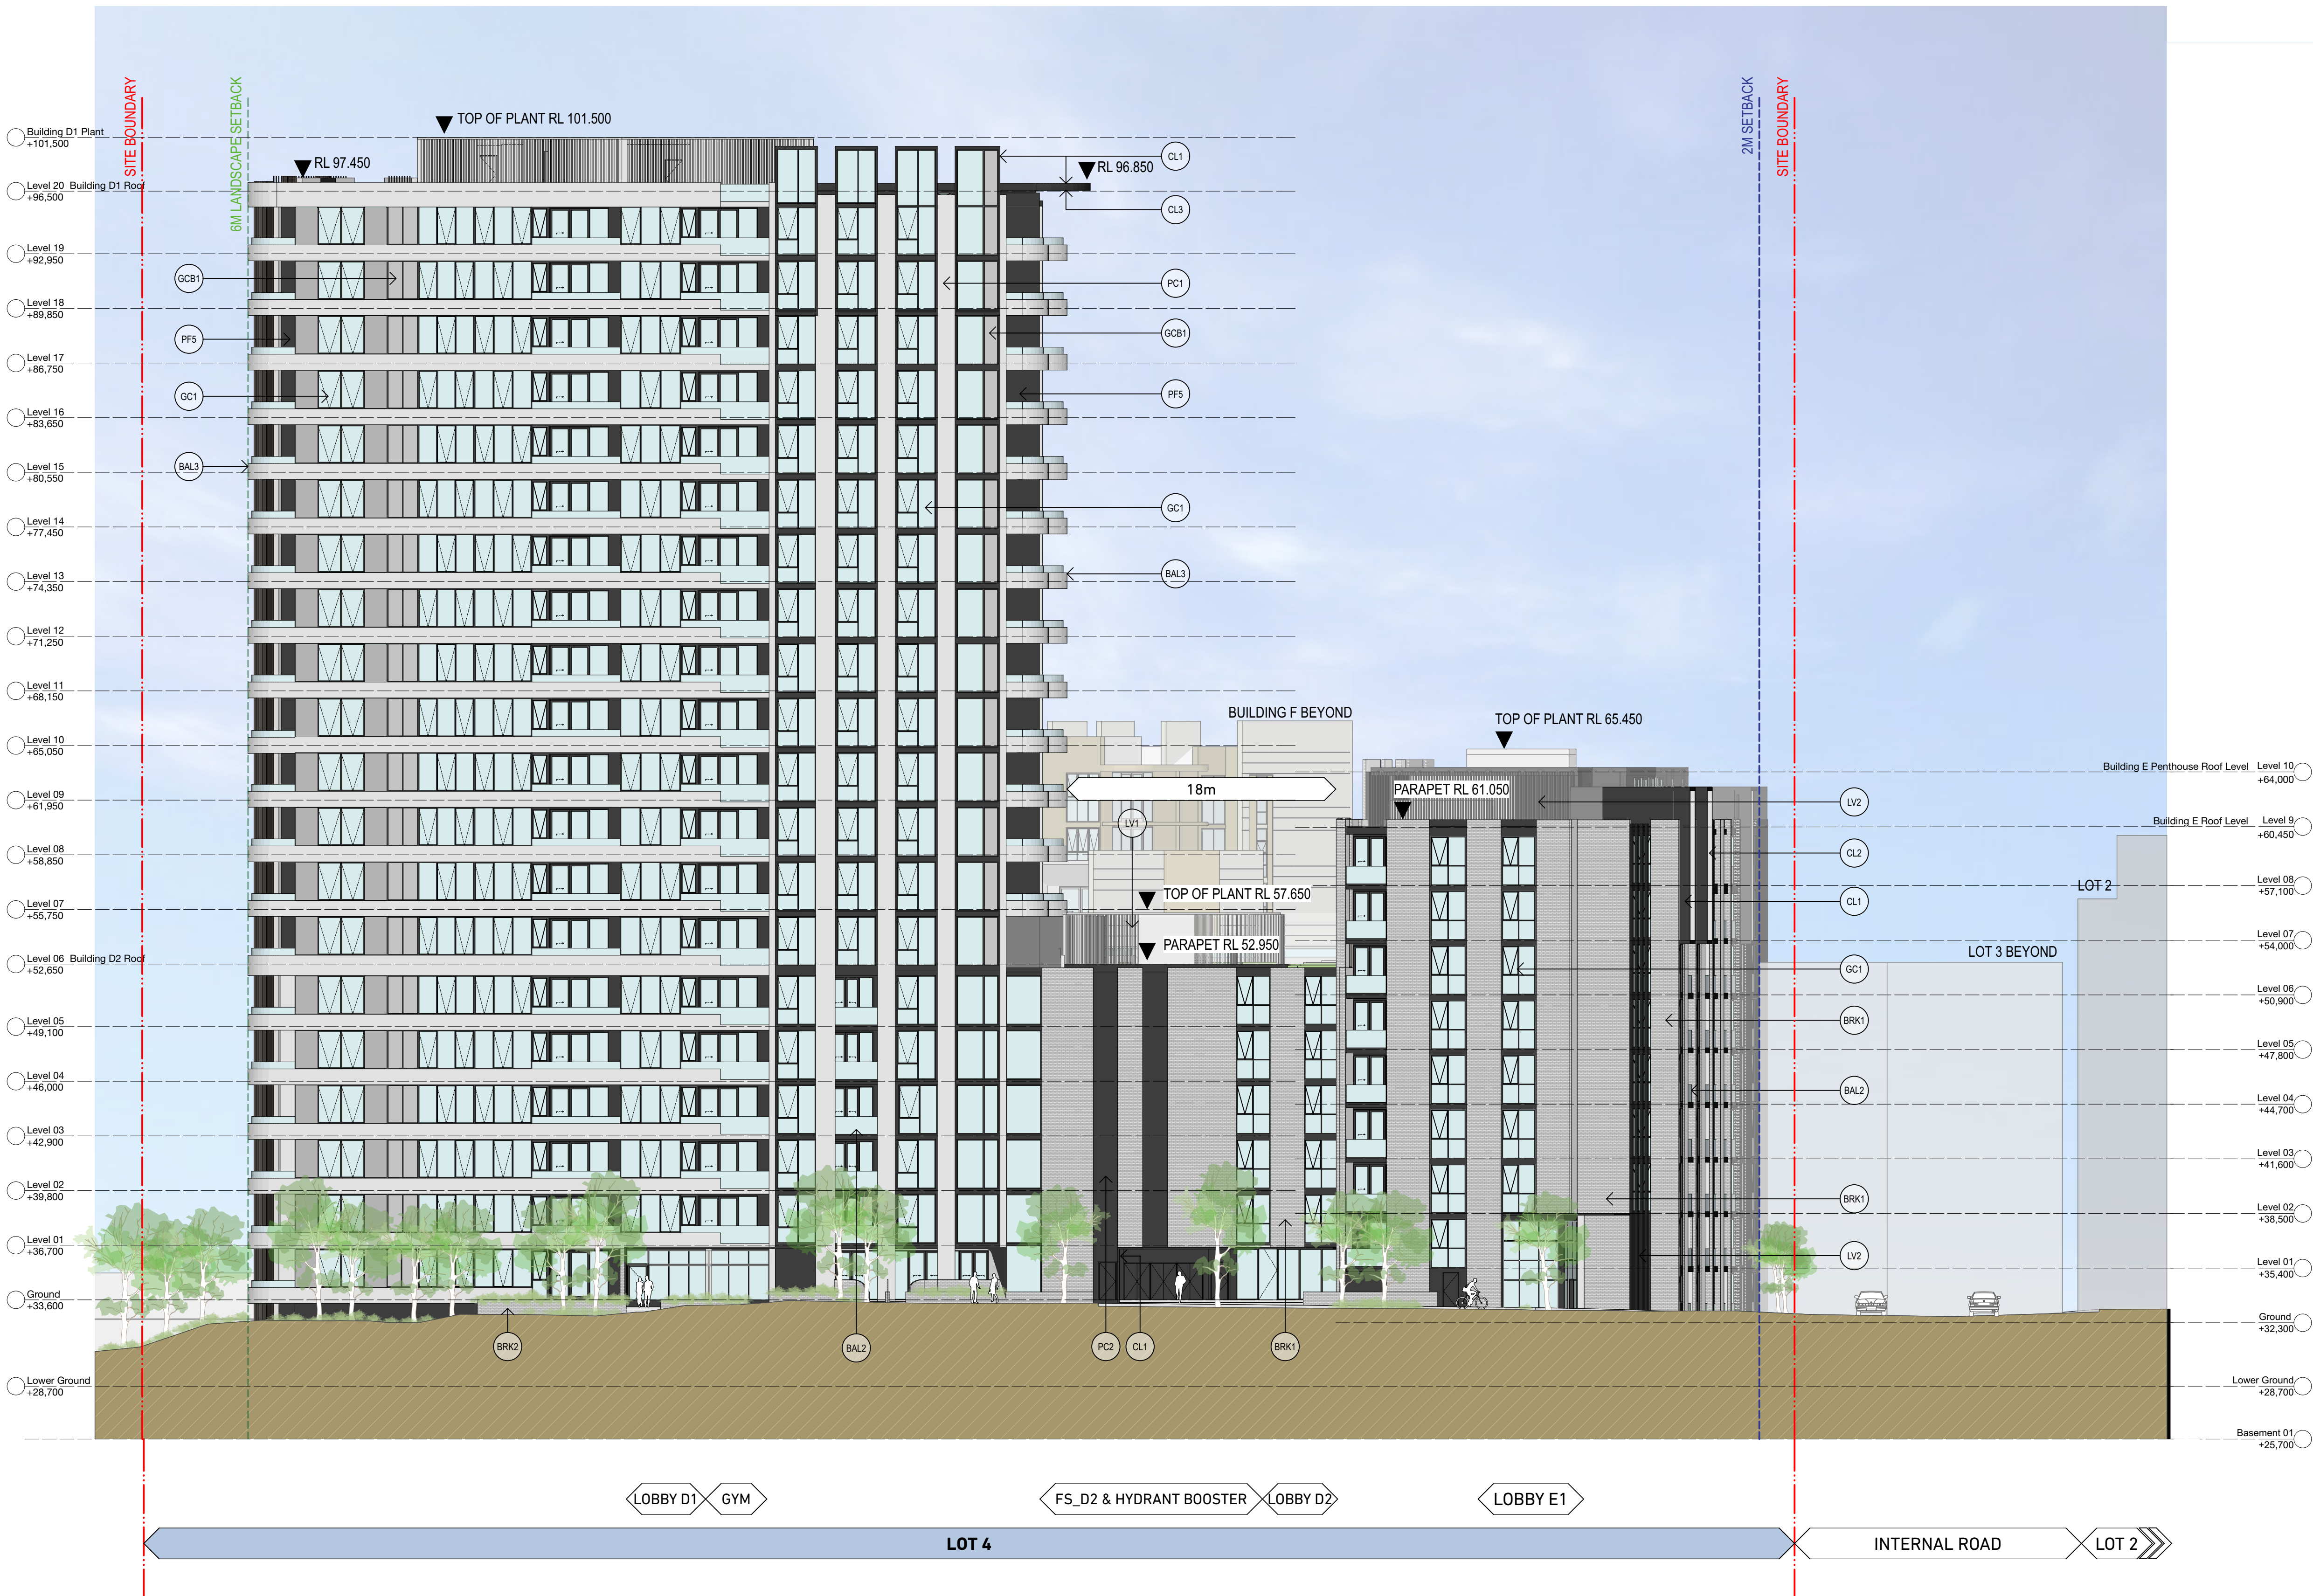 SITE BOUNDARY
6M LANDSCAPE SETBACK
2M SETBACK
SITE BOUNDARY
TOP OF PLANT RL 101.500
RL 97.450
RL 96.850
Building D1 Plant
+101,500
Level 20 Building D1 Roof
+96,500
Level 19
+92,950
Level 18
+89,850
Level 17
+86,750
Level 16
+83,650
Level 15
+80,550
Level 14
+77,450
Level 13
+74,350
Level 12
+71,250
Level 11
+68,150
Level 10
+65,050
Level 09
+61,950
Level 08
+58,850
Level 07
+55,750
Level 06 Building D2 Roof
+52,650
Level 05
+49,100
Level 04
+46,000
Level 03
+42,900
Level 02
+39,800
Level 01
+36,700
Ground
+33,600
Lower Ground
+28,700
GCB1
PF5
GC1
BAL3
CL1
CL3
PC1
GCB1
PF5
GC1
BAL3
BUILDING F BEYOND
TOP OF PLANT RL 65.450
18m
PARAPET RL 61.050
LV1
TOP OF PLANT RL 57.650
PARAPET RL 52.950
LV2
CL2
CL1
GC1
BRK1
BAL2
BRK1
LV2
LOT 2
LOT 3 BEYOND
Building E Penthouse Roof Level Level 10
+64,000
Building E Roof Level Level 9
+60,450
Level 08
+57,100
Level 07
+54,000
Level 06
+50,900
Level 05
+47,800
Level 04
+44,700
Level 03
+41,600
Level 02
+38,500
Level 01
+35,400
Ground
+32,300
Lower Ground
+28,700
Basement 01
+25,700
BRK2
BAL2
PC2
CL1
BRK1
LOBBY D1
GYM
FS_D2 & HYDRANT BOOSTER
LOBBY D2
LOBBY E1
LOT 4
INTERNAL ROAD
LOT 2